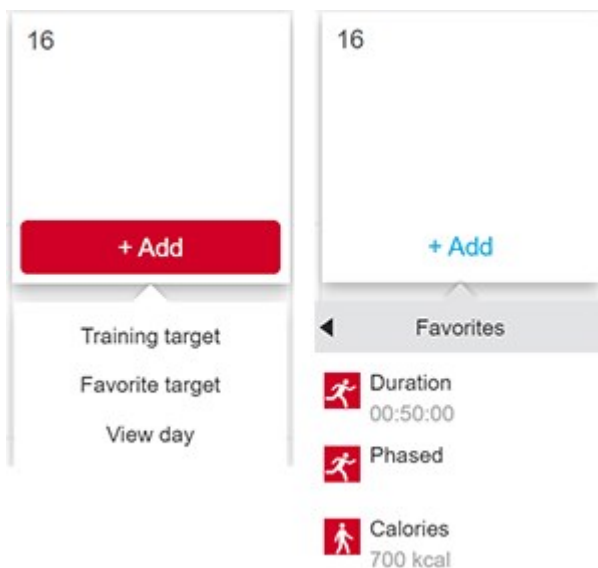 16
+ Add
Training target
Favorite target
View day
16
+ Add
Favorites
Duration
00:50:00
Phased
Calories
700 kcal